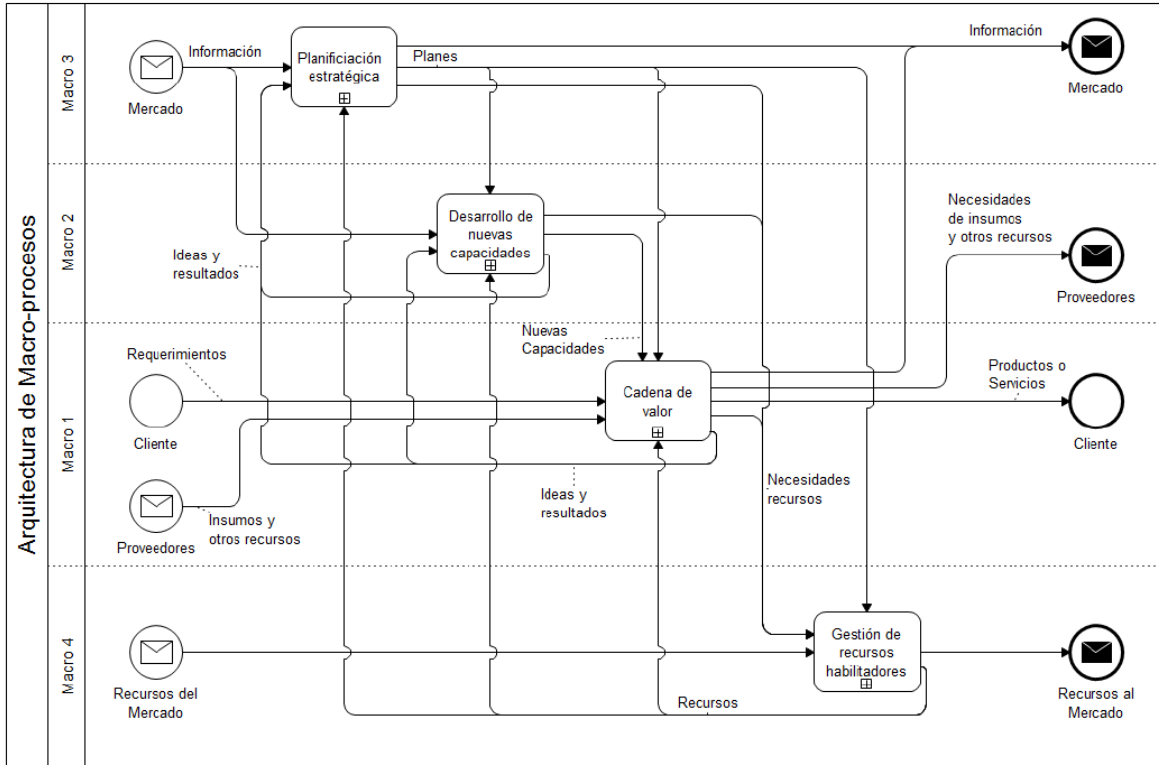 Arquitectura de Macro-procesos
Macro 3
Mercado
Información
Planificiación
estratégica
Planes
Información
Mercado
Macro 2
Ideas y
resultados
Desarrollo de
nuevas
capacidades
Necesidades
de insumos
y otros recursos
Proveedores
Macro 1
Requerimientos
Cliente
Nuevas
Capacidades
Cadena de
valor
Productos o
Servicios
Cliente
Proveedores
Insumos y
otros recursos
Ideas y
resultados
Necesidades
recursos
Macro 4
Recursos del
Mercado
Gestión de
recursos
habilitadores
Recursos
Recursos al
Mercado